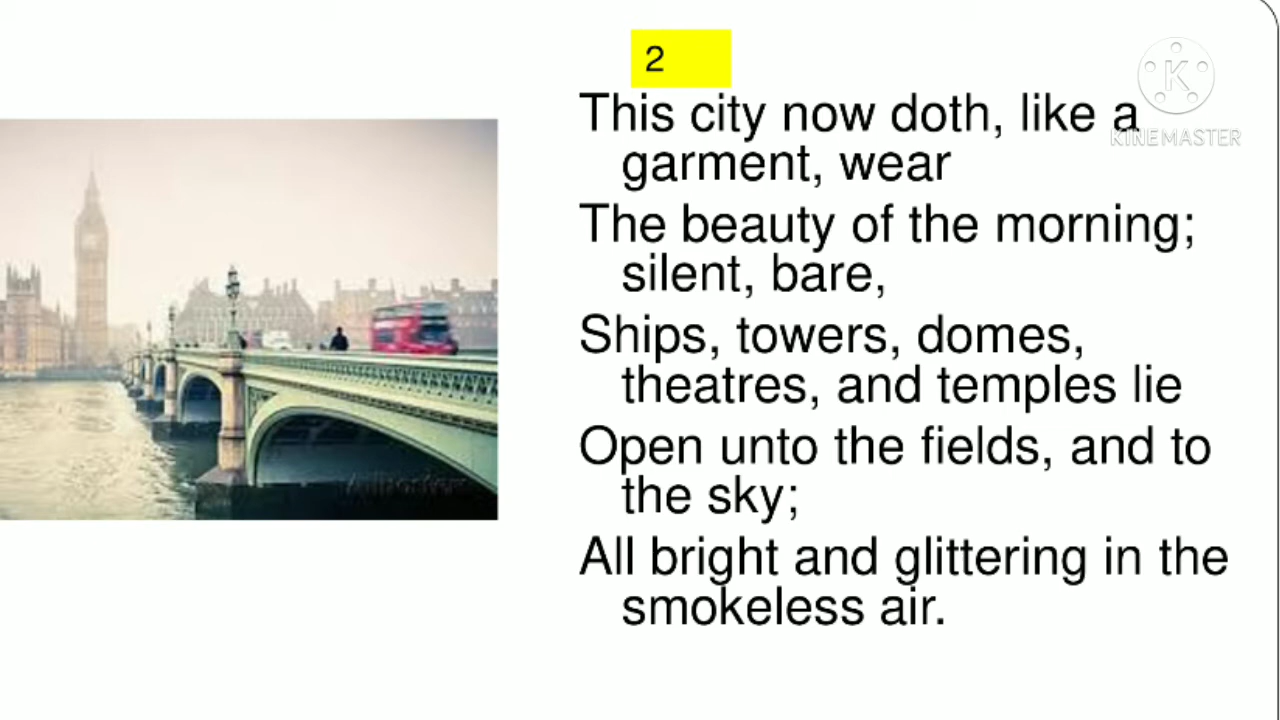 2
This city now doth, like a
garment, wear
The beauty of the morning;
silent, bare,
Ships, towers, domes,
theatres, and temples lie
Open unto the fields, and to
the sky;
All bright and glittering in the
smokeless air.
K
KINEMASTER